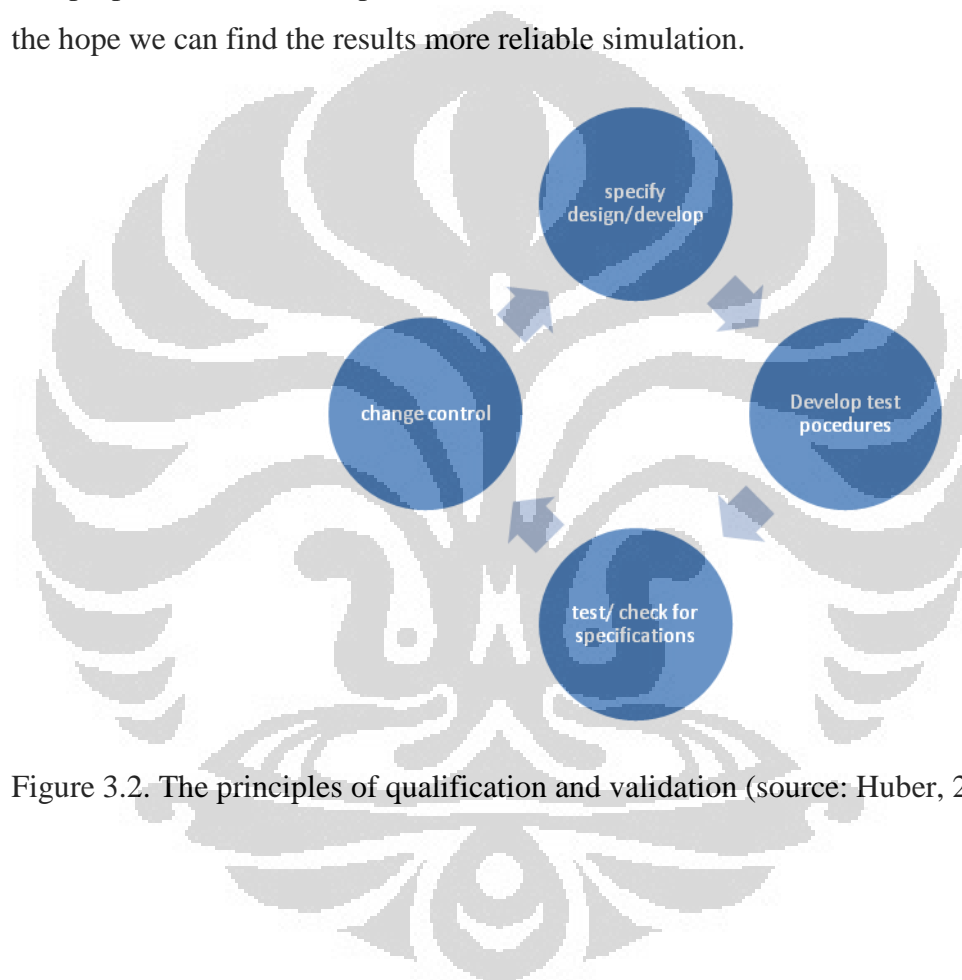 the hope we can find the results more reliable simulation.
specify
design/develop
Develop test
pocedures
test/ check for
specifications
change control
Figure 3.2. The principles of qualification and validation (source: Huber, 2